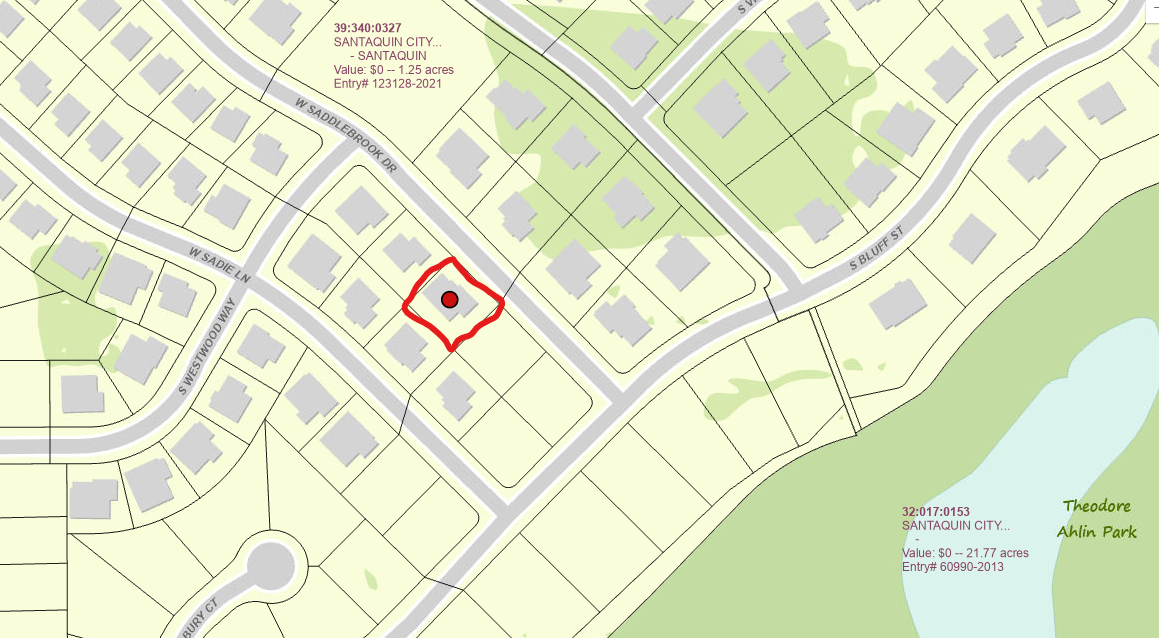 S V
39:340:0327
SANTAQUIN CITY...
- SANTAQUIN
Value: $0 -- 1.25 acres
Entry# 123128-2021
W SADDLEBROOK DR
W SADIE LN
S BLUFF ST
S WESTWOOD WAY
32:017:0153
SANTAQUIN CITY...
-
Value: $0 -- 21.77 acres
Entry# 60990-2013
Theodore
Ahlin Park
BURY CT